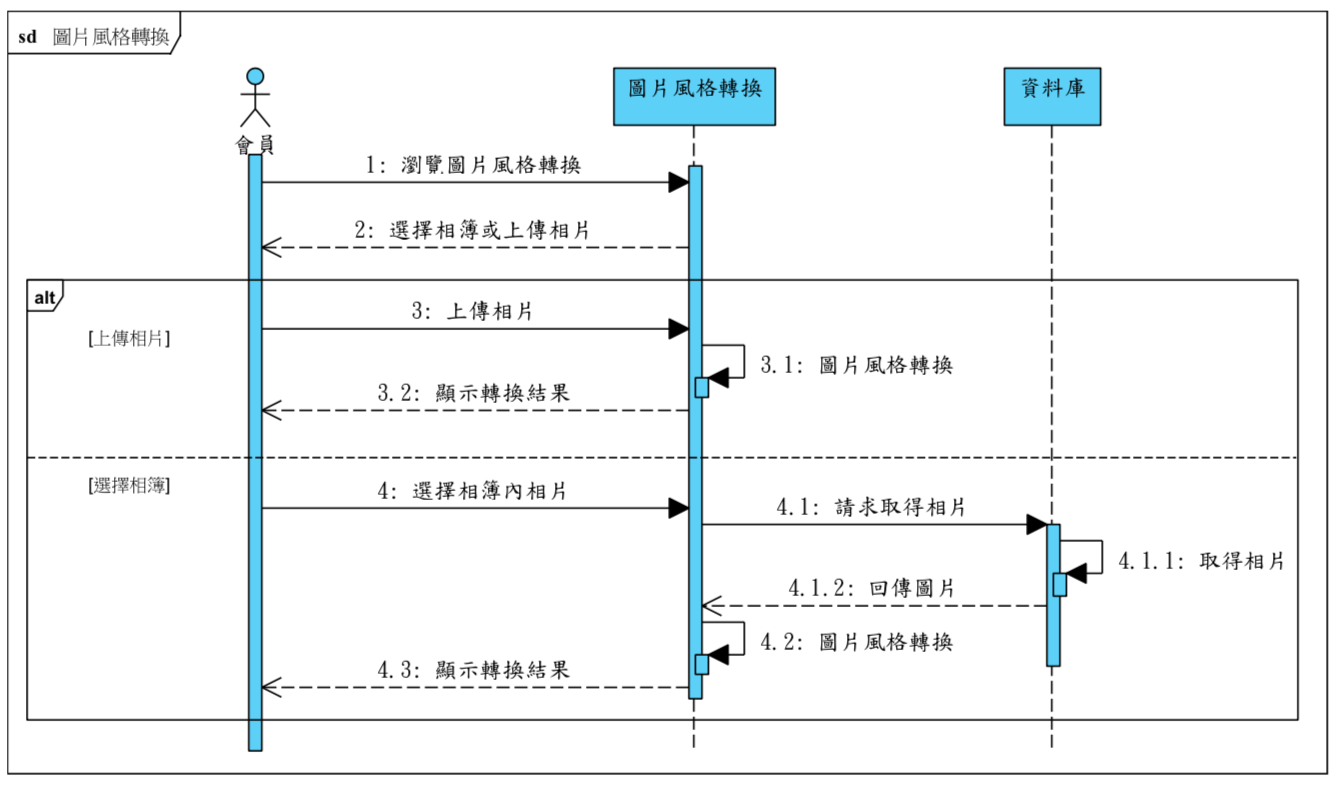 sd 圖片風格轉換
會員
圖片風格轉換
資料庫
1: 瀏覽圖片風格轉換
2: 選擇相簿或上傳相片
alt
[上傳相片]
3: 上傳相片
3.1: 圖片風格轉換
3.2: 顯示轉換結果
[選擇相簿]
4: 選擇相簿內相片
4.1: 請求取得相片
4.1.1: 取得相片
4.1.2: 回傳圖片
4.2: 圖片風格轉換
4.3: 顯示轉換結果